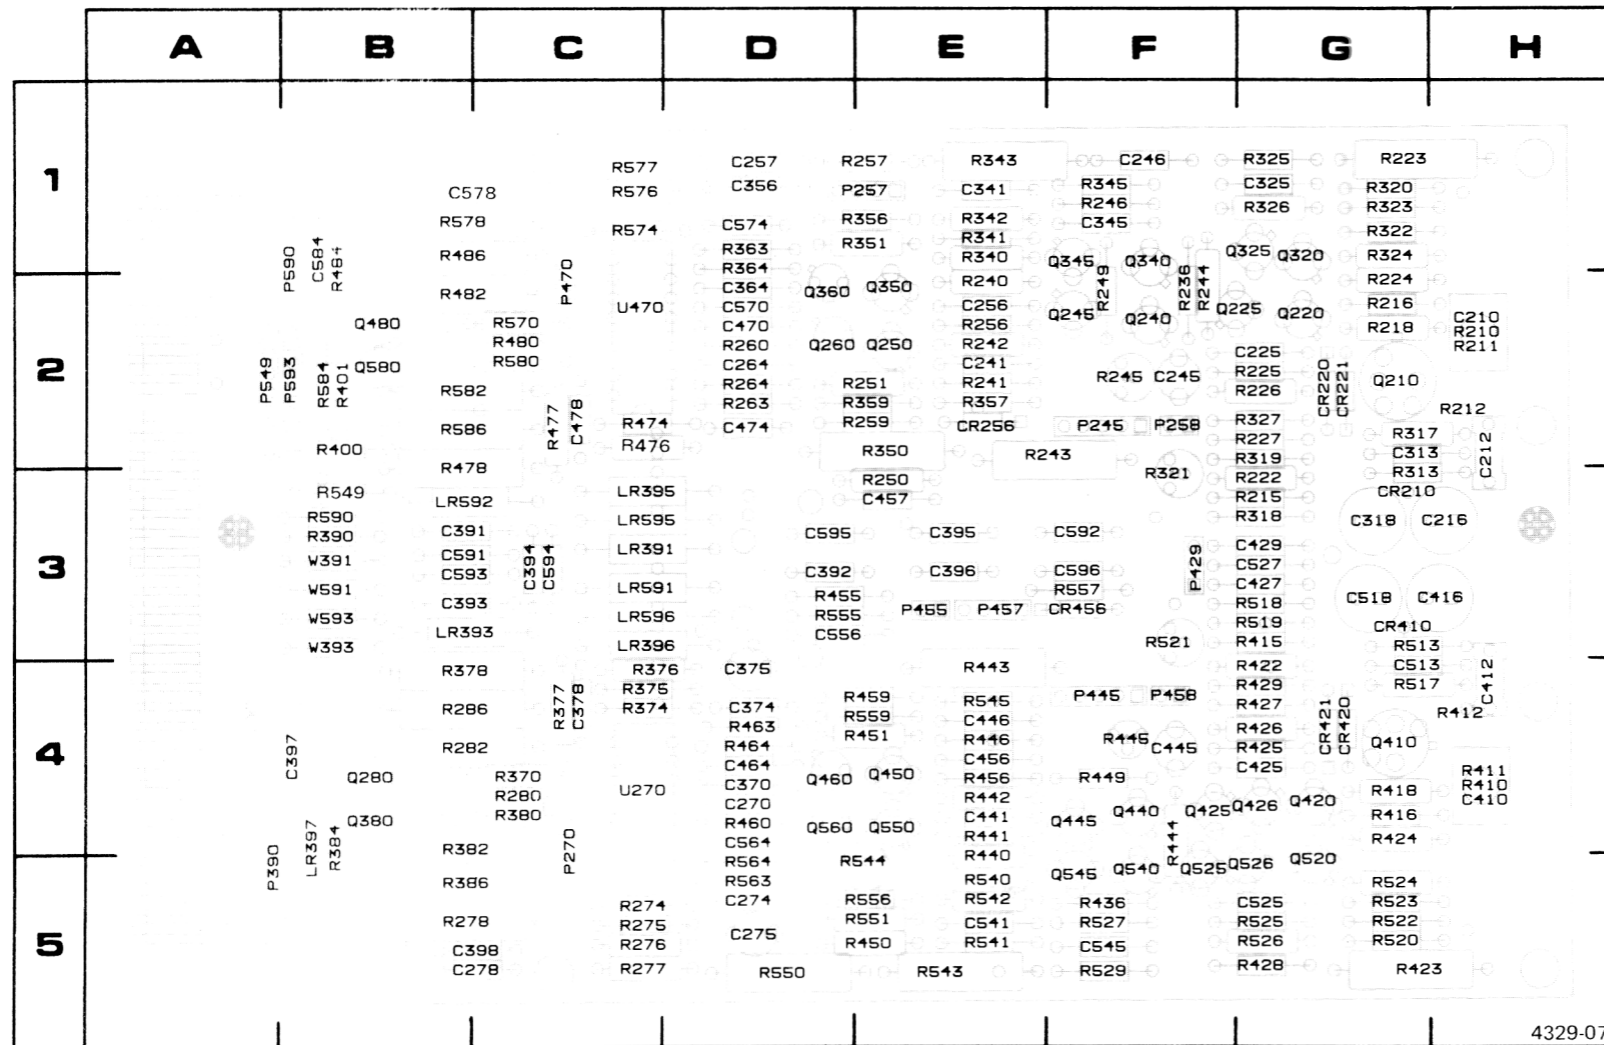 A B C D E F G H
1
R577 C257 R257 R343 C246 R325 R223
C578 R576 C356 P257 C341 R345 C325 R320
R246 R326 R323
R578 R574 C574 R356 R342 C345 R322
R486 R363 R351 R341 R340 Q345 Q340 Q325 Q320 R324
P590 C584 R484 P470 R364
2
R482 U470 C364 Q360 Q350 R240 R249 R236 R244 R224
C570 C256 Q245 Q240 Q225 Q220 R216 C210
Q480 R570 C470 R256 R218 R210
R480 R260 Q260 Q250 R242 C225 R211
P549 P593 R584 R401 Q580 R580 C264 C241 R245 C245 R225 CR220 CR221 Q210
R582 R264 R251 R241 R226
R477 C478 R263 R359 R357 R212
R586 R474 C474 R259 CR256 P245 P258 R327 R317
R400 R476 R350 R243 R227 C313 C212
R478 R319 R313
R321
3
R549 LR592 LR395 R250 R222 CR210
C457 R215
R590 LR595 R318 C318 C216
R390 C391 C595 C395 C592
W391 C591 C394 C594 LR391 C429
C593 C392 C396 C596 P429 C527
W591 LR591 R557 C427
C393 R455 P455 P457 CR456 R518 C518 C416
W593 LR596 R555 R519 CR410
LR393 C556 R521 R415
W393 LR396 R513
4
R378 R376 C375 R443 R422 C513 C412
R377 C378 R375 R459 P445 P458 R429 R517
R286 R374 C374 R559 R545 R427 R412
R463 C446 R426 CR421 CR420
C397 R282 R464 R451 R446 R445 C445 R425 Q410
C464 C456 C425
Q280 R370 U270 C370 Q460 Q450 R456 R449 R411
R280 C270 R442 Q426 Q420 R418 R410
R380 C441 Q440 Q425 C410
Q380 R460 Q560 Q550 R441 Q445 R444 R416
P390 LR397 R384 R382 P270 C564 R440 R424
5
R564 R544 Q545 Q540 Q525 Q526 Q520
R386 R563 R540 R524
R274 C274 R556 R542 R436 C525 R523
R278 R275 R551 C541 R527 R525 R522
C398 R276 C275 R450 R541 C545 R526 R520
C278 R277 R550 R543 R529 R428 R423
4329-07